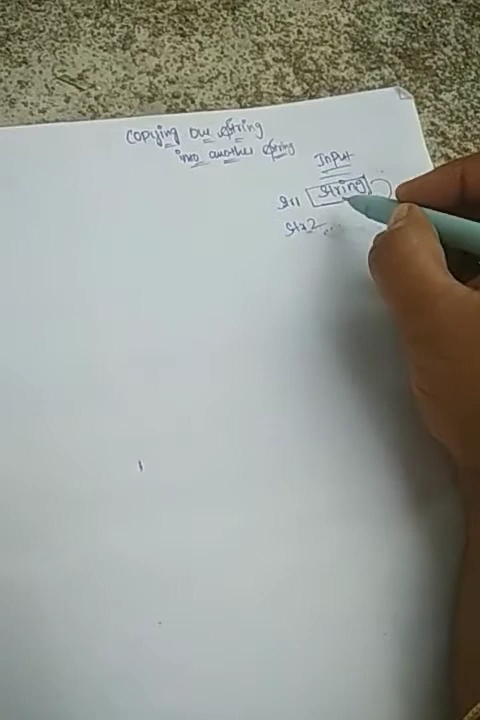 Copying one string
into another string
Input
str1 string
str2